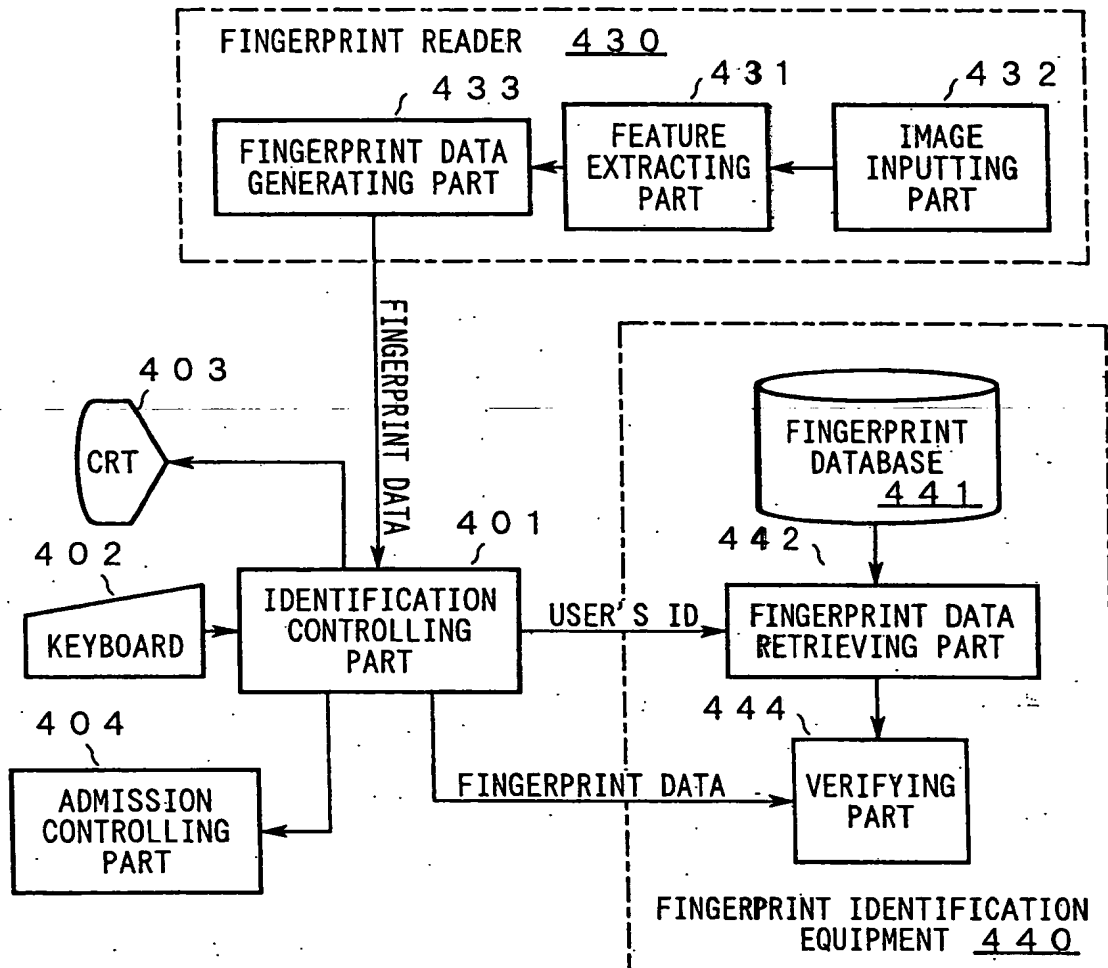 FINGERPRINT READER 430
433
431
432
FINGERPRINT DATA
GENERATING PART
FEATURE
EXTRACTING
PART
IMAGE
INPUTTING
PART
FINGERPRINT DATA
403
CRT
FINGERPRINT
DATABASE
441
402
KEYBOARD
401
IDENTIFICATION
CONTROLLING
PART
USER'S ID
442
FINGERPRINT DATA
RETRIEVING PART
404
ADMISSION
CONTROLLING
PART
FINGERPRINT DATA
444
VERIFYING
PART
FINGERPRINT IDENTIFICATION
EQUIPMENT 440